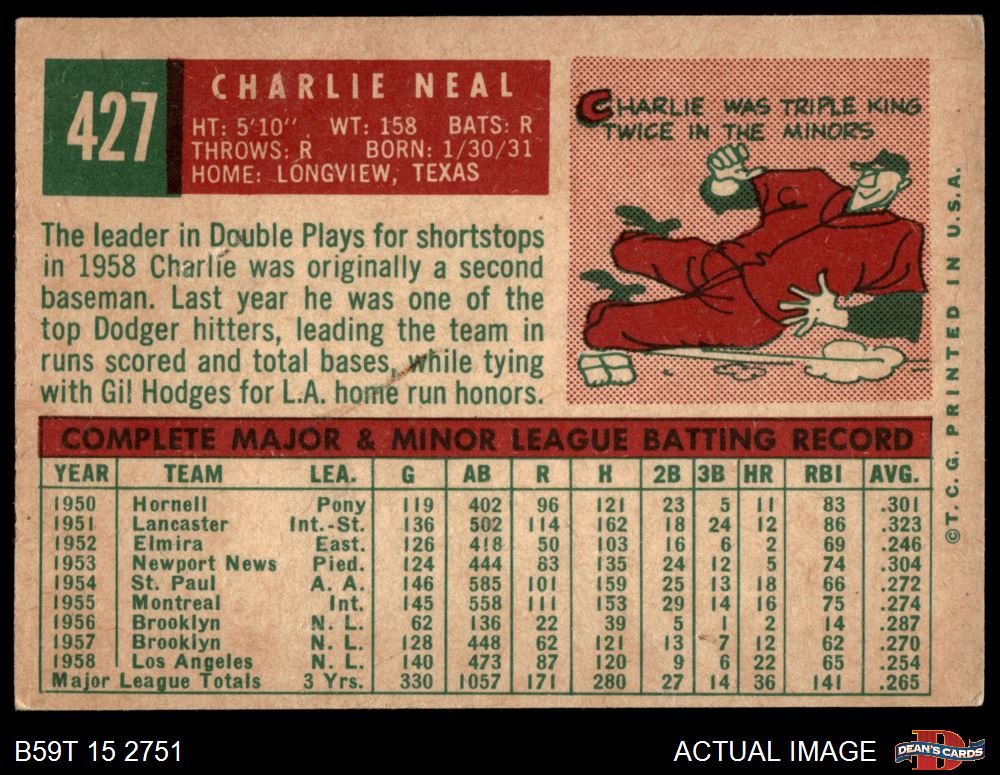 427
CHARLIE NEAL
HT: 5'10" WT: 158 BATS: R
THROWS: R BORN: 1/30/31
HOME: LONGVIEW, TEXAS
CHARLIE WAS TRIPLE KING
TWICE IN THE MINORS
The leader in Double Plays for shortstops
in 1958 Charlie was originally a second
baseman. Last year he was one of the
top Dodger hitters, leading the team in
runs scored and total bases, while tying
with Gil Hodges for L.A. home run honors.
©T. C. G. PRINTED IN U.S.A.
COMPLETE MAJOR & MINOR LEAGUE BATTING RECORD
YEAR TEAM LEA. G AB R H 2B 3B HR RBI AVG.
1950 Hornell Pony 119 402 96 121 23 5 11 83 .301
1951 Lancaster Int.-St. 136 502 114 162 18 24 12 86 .323
1952 Elmira East. 126 418 50 103 16 6 2 69 .246
1953 Newport News Pied. 124 444 83 135 24 12 5 74 .304
1954 St. Paul A. A. 146 585 101 159 25 13 18 66 .272
1955 Montreal Int. 145 558 111 153 29 14 16 75 .274
1956 Brooklyn N. L. 62 136 22 39 5 1 2 14 .287
1957 Brooklyn N. L. 128 448 62 121 13 7 12 62 .270
1958 Los Angeles N. L. 140 473 87 120 9 6 22 65 .254
Major League Totals 3 Yrs. 330 1057 171 280 27 14 36 141 .265
B59T 15 2751
ACTUAL IMAGE
DEAN'S CARDS